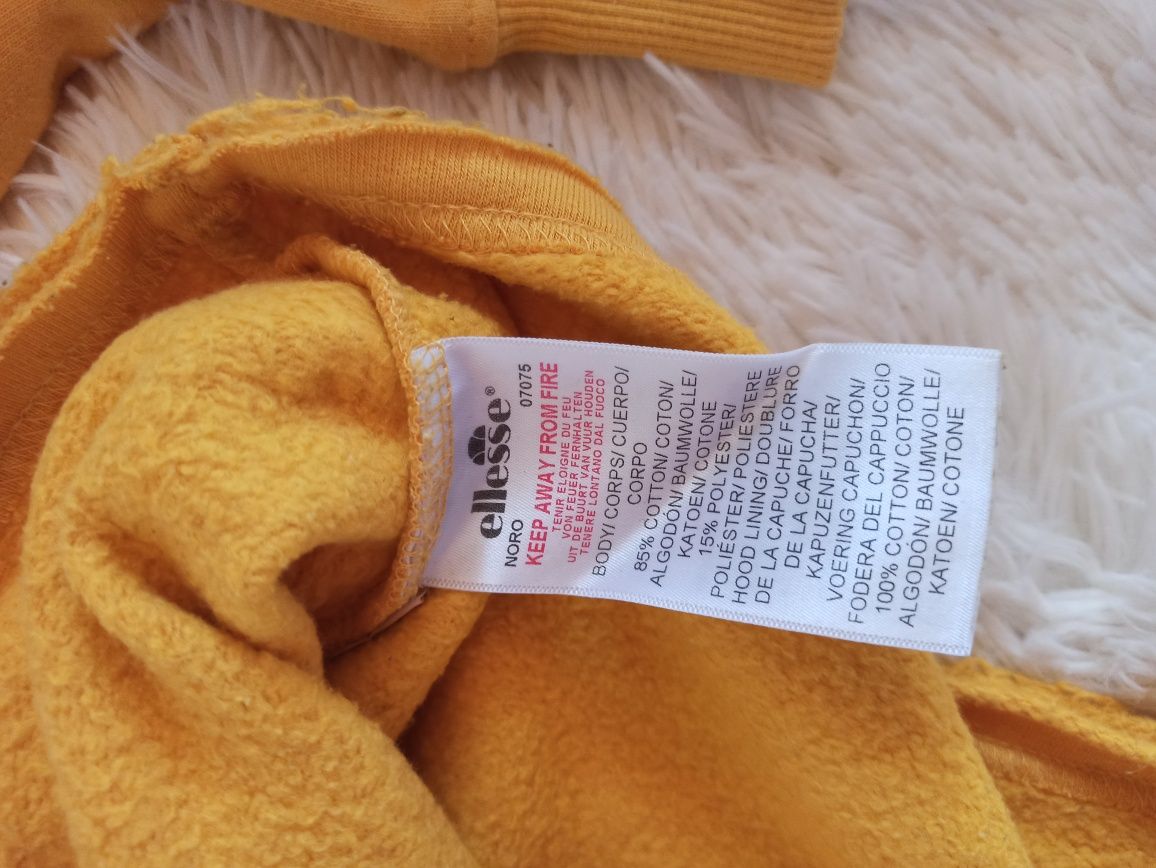 ellesse®
NORO 07075
KEEP AWAY FROM FIRE
TENIR ELOIGNE DU FEU
VON FEUER FERNHALTEN
UIT DE BUURT VAN VUUR HOUDEN
TENERE LONTANO DAL FUOCO
BODY/ CORPS/ CUERPO/
CORPO
85% COTTON/ COTON/
ALGODÓN/ BAUMWOLLE/
KATOEN/ COTONE
15% POLYESTER/
POLIÉSTER/ POLIESTERE
HOOD LINING/ DOUBLURE
DE LA CAPUCHE/ FORRO
DE LA CAPUCHA/
KAPUZENFUTTER/
VOERING CAPUCHON/
FODERA DEL CAPPUCCIO
100% COTTON/ COTON/
ALGODÓN/ BAUMWOLLE/
KATOEN/ COTONE